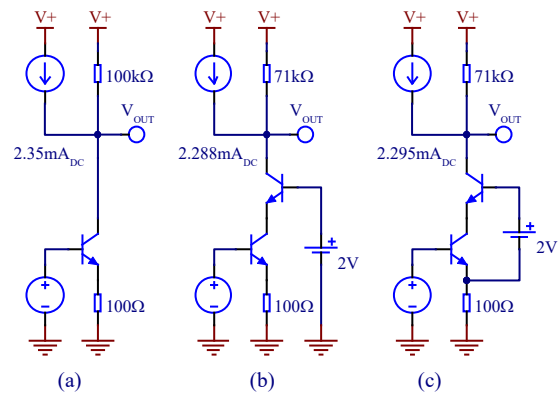 V+ V+
100kΩ
V_OUT
2.35mA_DC
+
−
100Ω
(a)
V+ V+
71kΩ
V_OUT
2.288mA_DC
+
2V
+
−
100Ω
(b)
V+ V+
71kΩ
V_OUT
2.295mA_DC
+
2V
+
−
100Ω
(c)